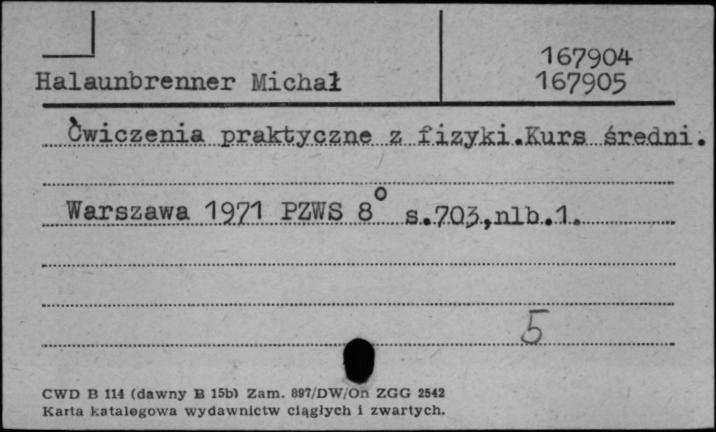 167904
Halaunbrenner Michał 167905
Ćwiczenia praktyczne z fizyki.Kurs średni.
Warszawa 1971 PZWS 8° s.703,nlb.1.
5
CWD B 114 (dawny B 15b) Zam. 897/DW/On ZGG 2542
Karta katalogowa wydawnictw ciągłych i zwartych.